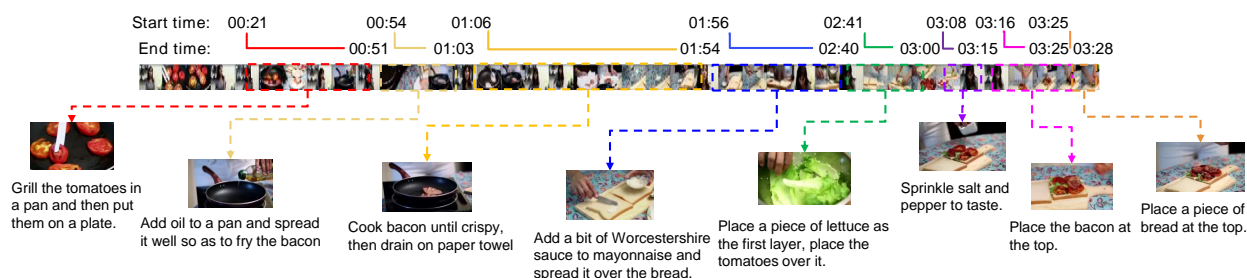 Start time: 00:21 00:54 01:06 01:56 02:41 03:08 03:16 03:25
End time: 00:51 01:03 01:54 02:40 03:00 03:15 03:25 03:28
Grill the tomatoes in
a pan and then put
them on a plate.
Add oil to a pan and spread
it well so as to fry the bacon
Cook bacon until crispy,
then drain on paper towel
Add a bit of Worcestershire
sauce to mayonnaise and
spread it over the bread.
Place a piece of lettuce as
the first layer, place the
tomatoes over it.
Sprinkle salt and
pepper to taste.
Place the bacon at
the top.
Place a piece of
bread at the top.